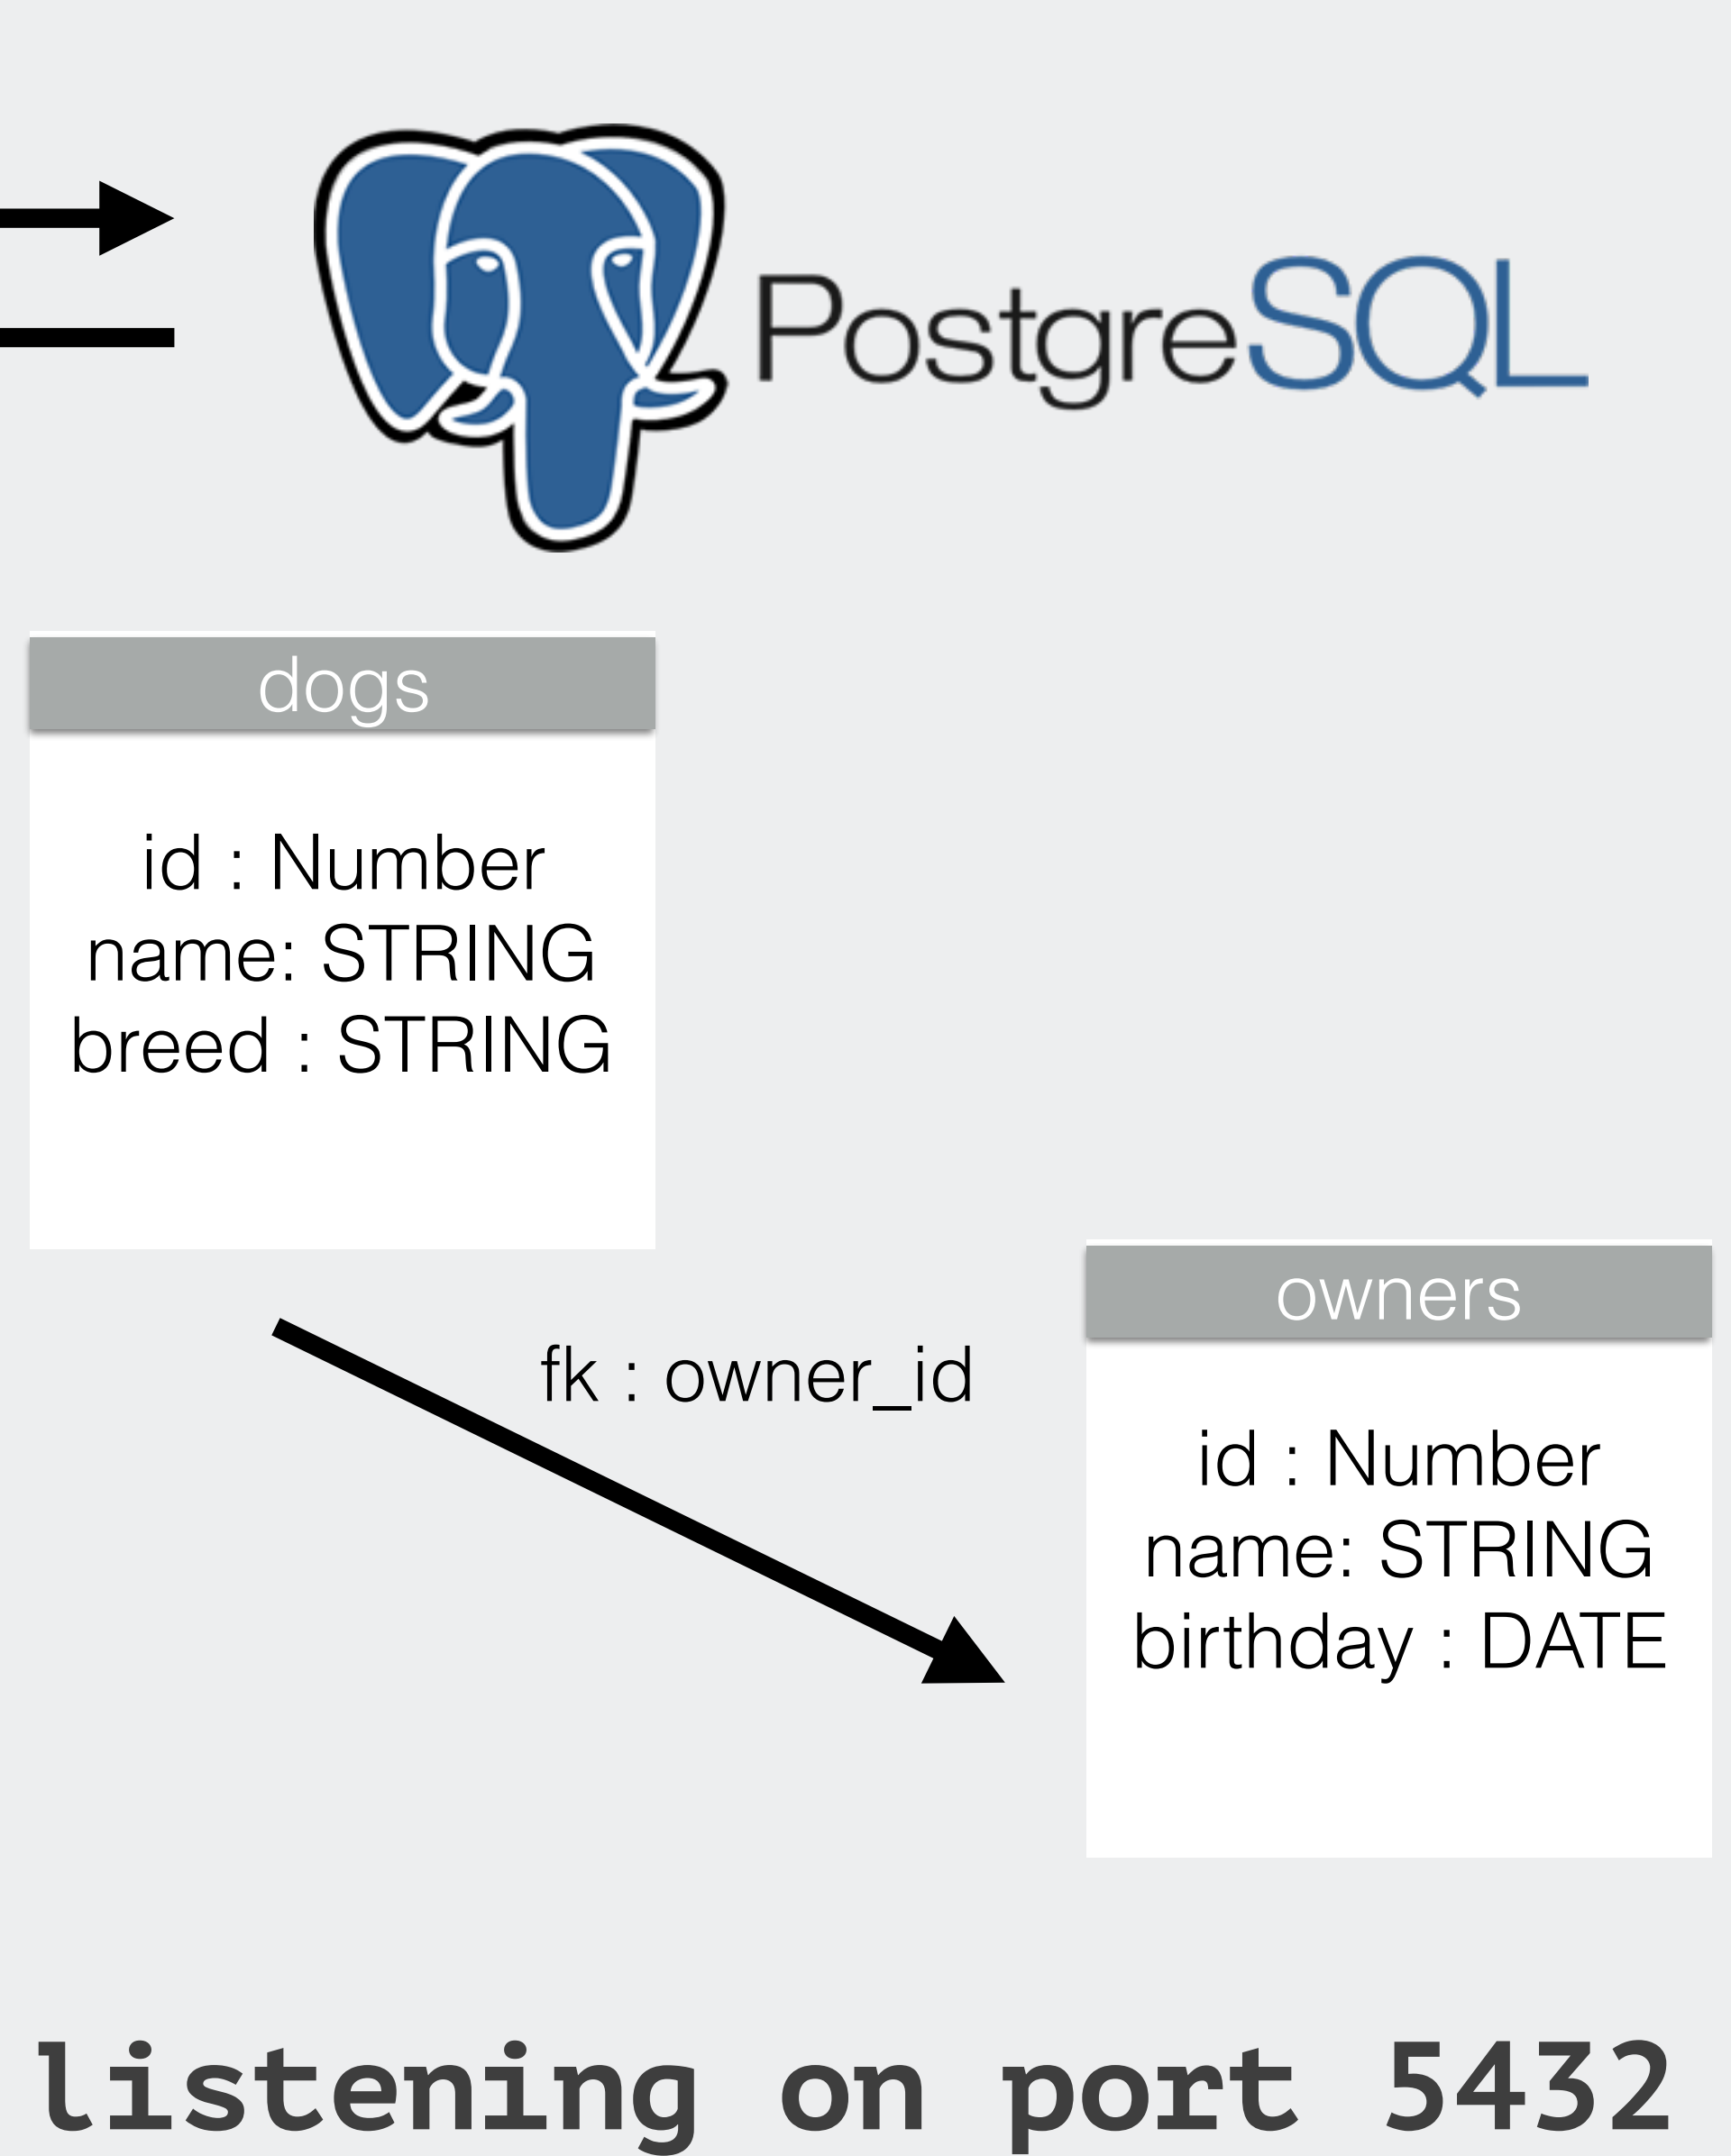 PostgreSQL
dogs
id : Number
name: STRING
breed : STRING
fk : owner_id
owners
id : Number
name: STRING
birthday : DATE
listening on port 5432